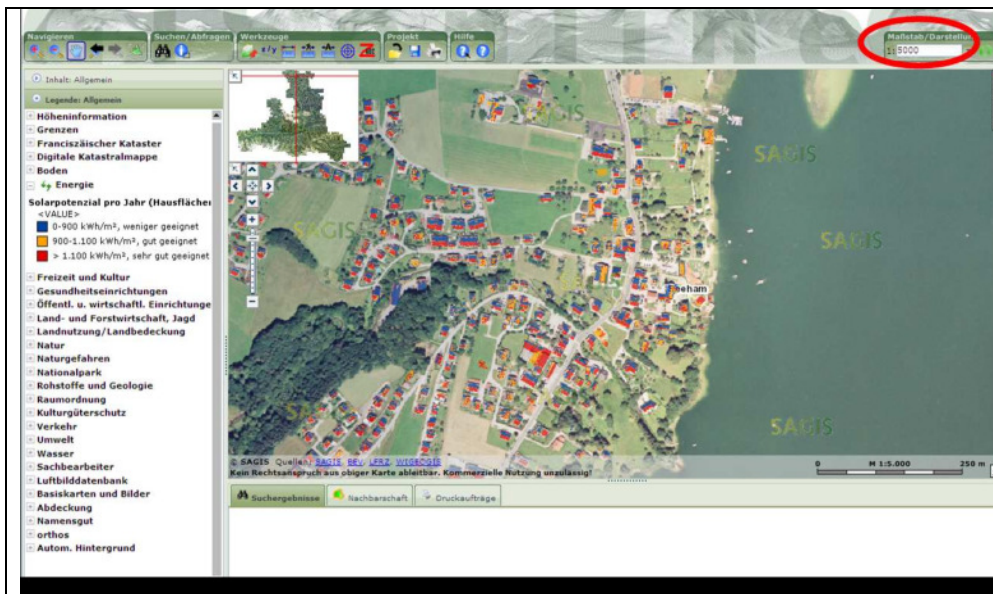 Navigieren
Suchen/Abfragen
Werkzeuge
Projekt
Hilfe
Maßstab/Darstellun
x/y
1:
5000
Inhalt: Allgemein
Legende: Allgemein
Höheninformation
Grenzen
Franciszäischer Kataster
Digitale Katastralmappe
Boden
Energie
Solarpotenzial pro Jahr (Hausflächen
<VALUE>
0-900 kWh/m², weniger geeignet
900-1.100 kWh/m², gut geeignet
> 1.100 kWh/m², sehr gut geeignet
Freizeit und Kultur
Gesundheitseinrichtungen
Öffentl. u. wirtschaftl. Einrichtunge
Land- und Forstwirtschaft, Jagd
Landnutzung/Landbedeckung
Natur
Naturgefahren
Nationalpark
Rohstoffe und Geologie
Raumordnung
Kulturgüterschutz
Verkehr
Umwelt
Wasser
Sachbearbeiter
Luftbilddatenbank
Basiskarten und Bilder
Abdeckung
Namensgut
orthos
Autom. Hintergrund
SAGIS
SAGIS
SAGIS
SAGIS
SAGIS
SAGIS
eeham
© SAGIS Quellen: SAGIS, BEV, LFRZ, WISEGGIS
Kein Rechtsanspruch aus obiger Karte ableitbar. Kommerzielle Nutzung unzulässig!
0 M 1:5.000 250 m
Suchergebnisse
Nachbarschaft
Druckaufträge